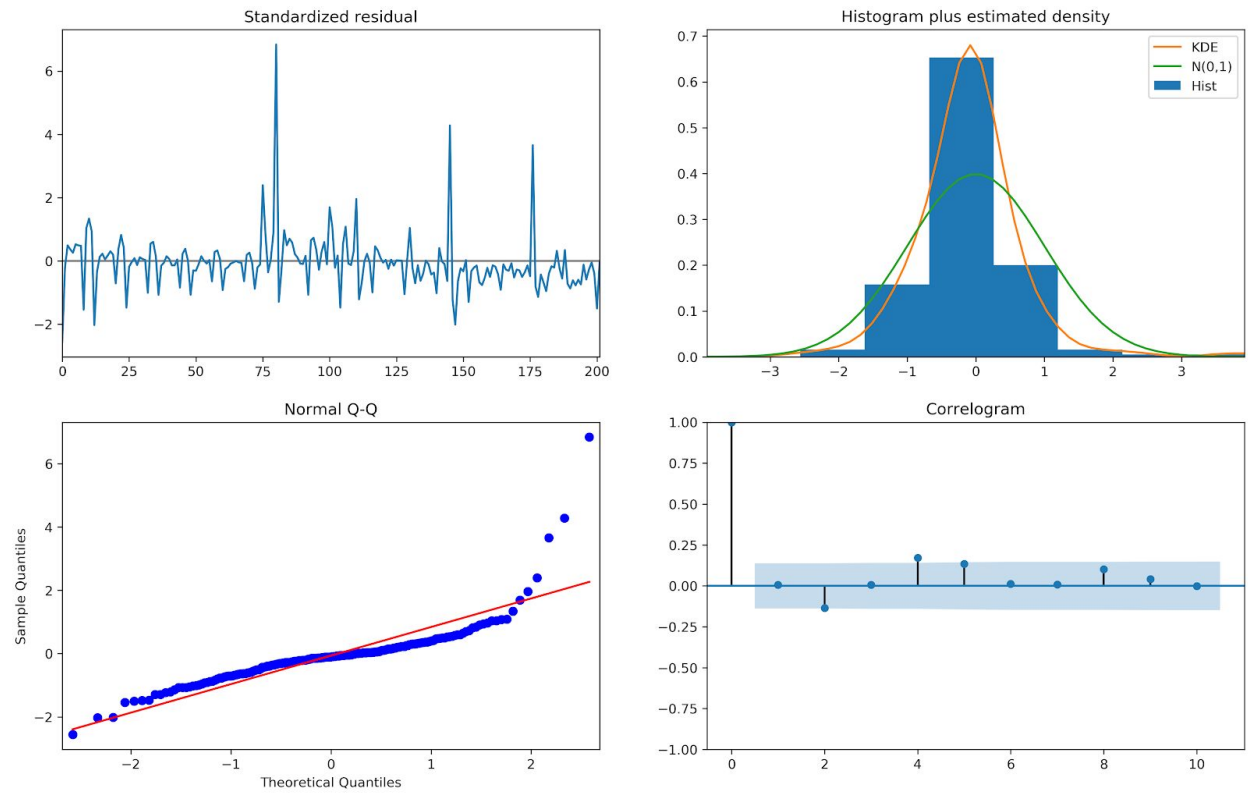 Standardized residual
6
4
2
0
−2
0 25 50 75 100 125 150 175 200
Histogram plus estimated density
0.7
0.6
0.5
0.4
0.3
0.2
0.1
0.0
−3 −2 −1 0 1 2 3
KDE
N(0,1)
Hist
Normal Q-Q
Sample Quantiles
6
4
2
0
−2
−2 −1 0 1 2
Theoretical Quantiles
Correlogram
1.00
0.75
0.50
0.25
0.00
−0.25
−0.50
−0.75
−1.00
0 2 4 6 8 10